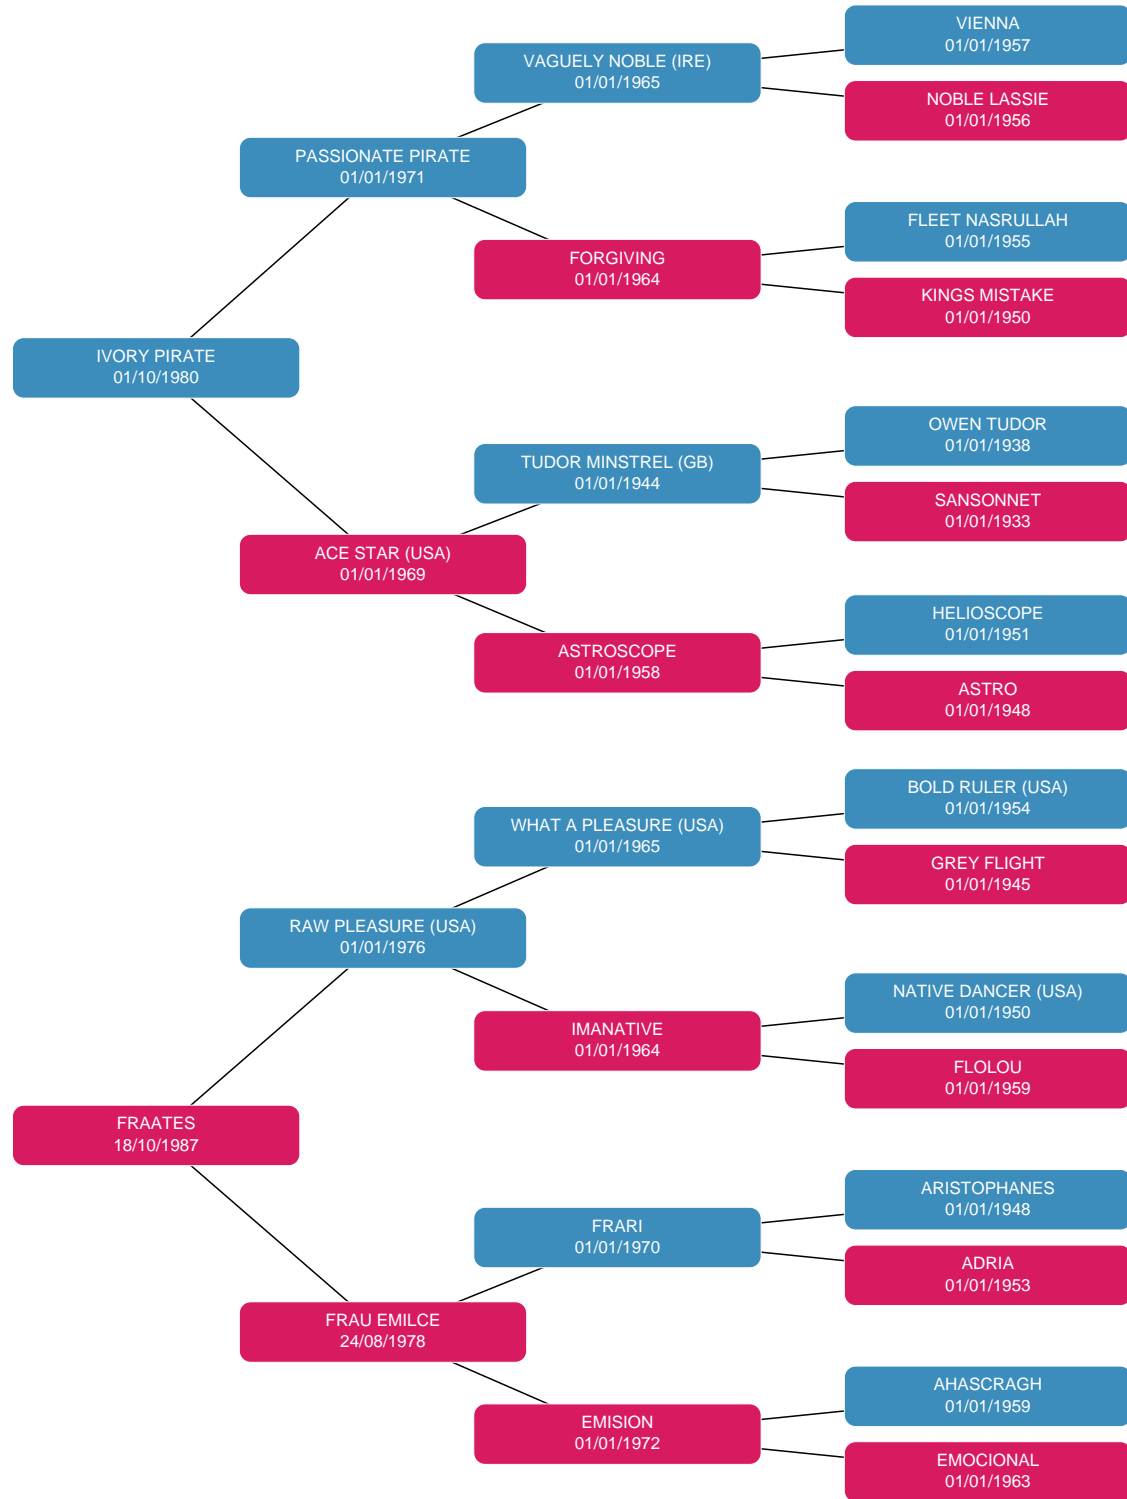 VIENNA
01/01/1957
VAGUELY NOBLE (IRE)
01/01/1965
NOBLE LASSIE
01/01/1956
PASSIONATE PIRATE
01/01/1971
FLEET NASRULLAH
01/01/1955
FORGIVING
01/01/1964
KINGS MISTAKE
01/01/1950
IVORY PIRATE
01/10/1980
OWEN TUDOR
01/01/1938
TUDOR MINSTREL (GB)
01/01/1944
SANSONNET
01/01/1933
ACE STAR (USA)
01/01/1969
HELIOSCOPE
01/01/1951
ASTROSCOPE
01/01/1958
ASTRO
01/01/1948
BOLD RULER (USA)
01/01/1954
WHAT A PLEASURE (USA)
01/01/1965
GREY FLIGHT
01/01/1945
RAW PLEASURE (USA)
01/01/1976
NATIVE DANCER (USA)
01/01/1950
IMANATIVE
01/01/1964
FLOLOU
01/01/1959
FRAATES
18/10/1987
ARISTOPHANES
01/01/1948
FRARI
01/01/1970
ADRIA
01/01/1953
FRAU EMILCE
24/08/1978
AHASCRAGH
01/01/1959
EMISION
01/01/1972
EMOCIONAL
01/01/1963